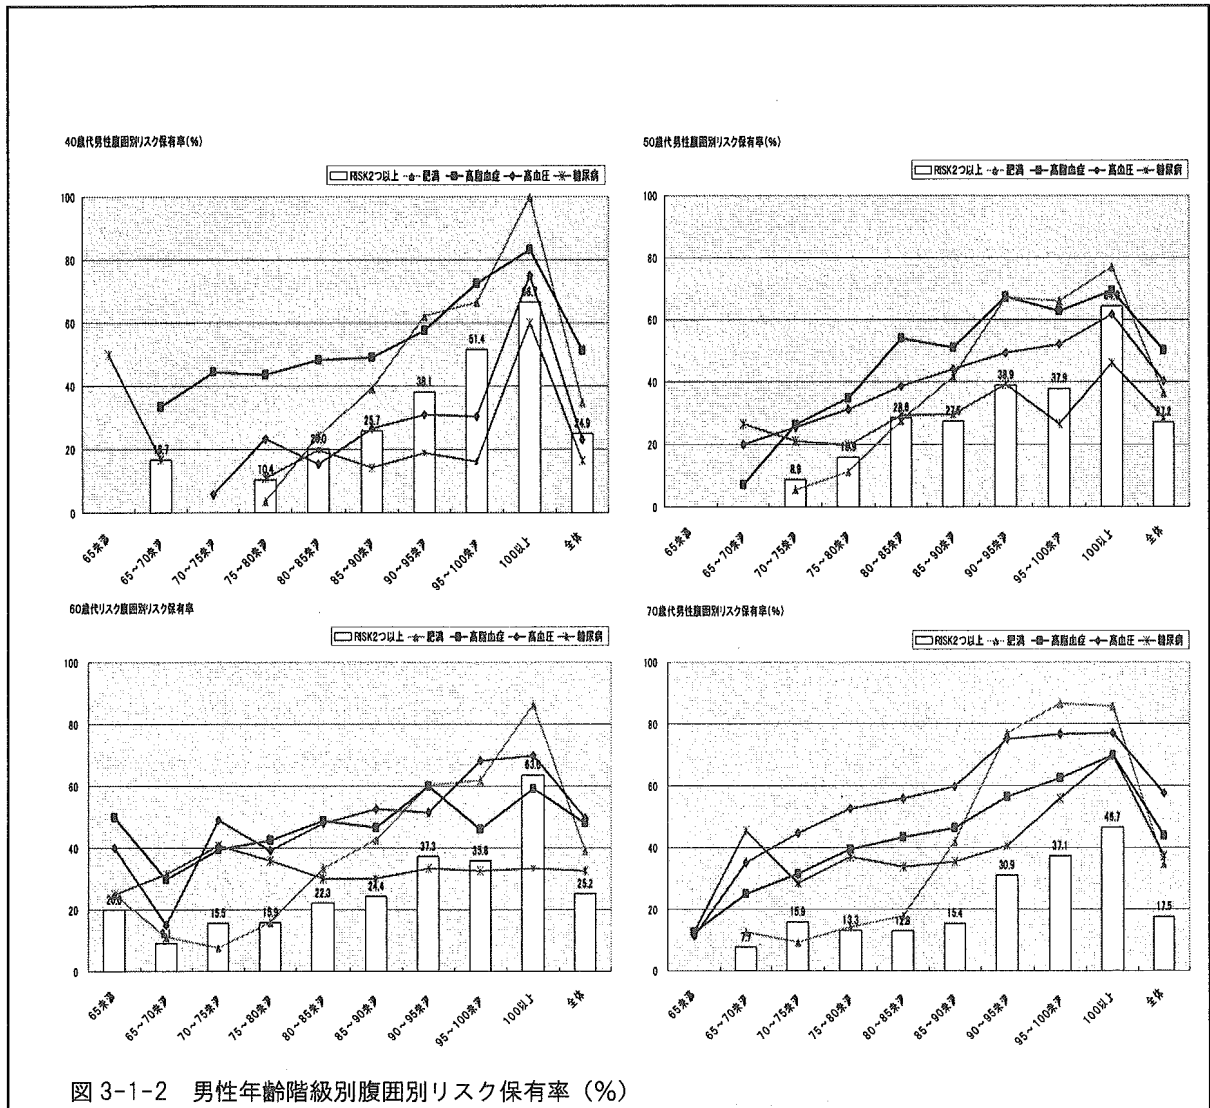 40歳代男性腹囲別リスク保有率(%)
RISK2つ以上 肥満 高脂血症 高血圧 糖尿病
100
80
60
40
20
0
16.7
10.4
20.0
25.7
38.1
51.4
66.7
24.9
65未満
65～70未満
70～75未満
75～80未満
80～85未満
85～90未満
90～95未満
95～100未満
100以上
全体
50歳代男性腹囲別リスク保有率(%)
RISK2つ以上 肥満 高脂血症 高血圧 糖尿病
100
80
60
40
20
0
8.9
28.6
27.5
38.9
37.9
27.2
65未満
65～70未満
70～75未満
75～80未満
80～85未満
85～90未満
90～95未満
95～100未満
100以上
全体
60歳代リスク腹囲別リスク保有率
RISK2つ以上 肥満 高脂血症 高血圧 糖尿病
100
80
60
40
20
0
20.0
15.5
15.9
22.3
24.4
37.3
35.8
25.2
65未満
65～70未満
70～75未満
75～80未満
80～85未満
85～90未満
90～95未満
95～100未満
100以上
全体
70歳代男性腹囲別リスク保有率(%)
RISK2つ以上 肥満 高脂血症 高血圧 糖尿病
100
80
60
40
20
0
7.7
15.9
13.3
12.9
15.4
30.9
37.1
46.7
17.5
65未満
65～70未満
70～75未満
75～80未満
80～85未満
85～90未満
90～95未満
95～100未満
100以上
全体
図 3-1-2 男性年齢階級別腹囲別リスク保有率（%）